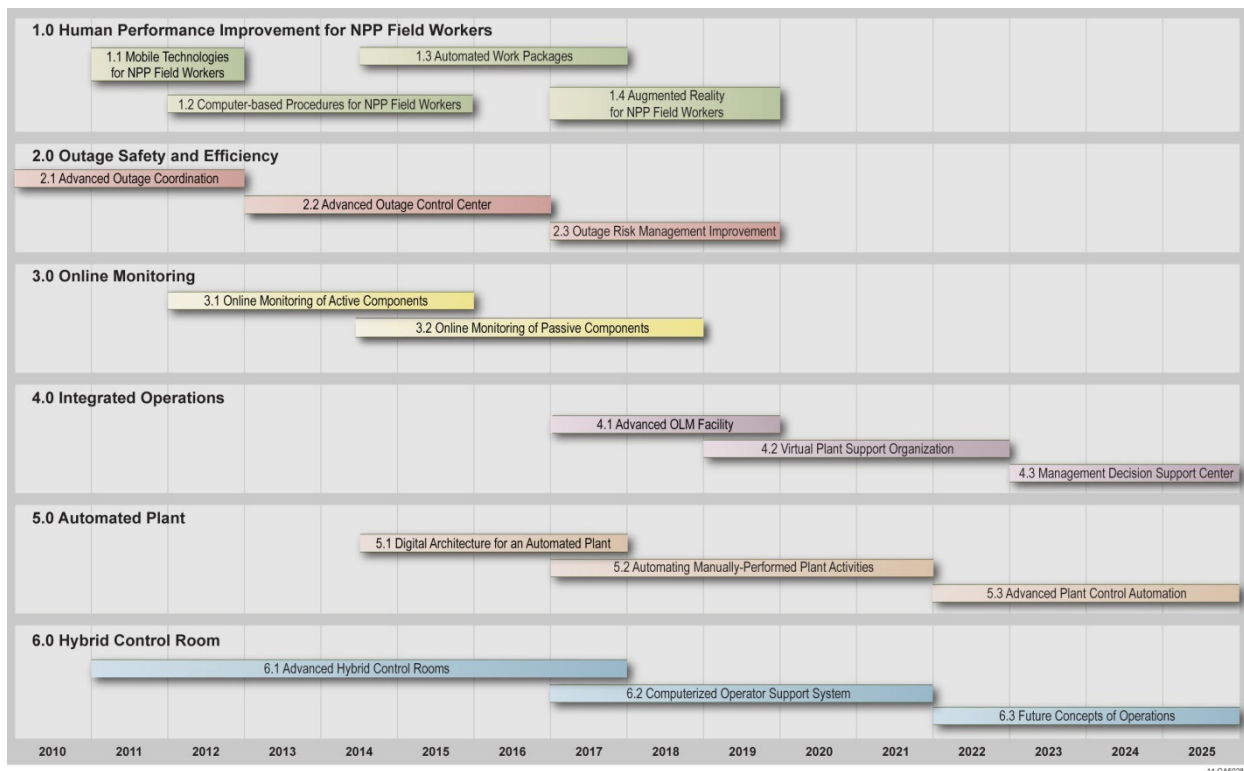 1.0 Human Performance Improvement for NPP Field Workers
1.1 Mobile Technologies
for NPP Field Workers
1.3 Automated Work Packages
1.2 Computer-based Procedures for NPP Field Workers
1.4 Augmented Reality
for NPP Field Workers
2.0 Outage Safety and Efficiency
2.1 Advanced Outage Coordination
2.2 Advanced Outage Control Center
2.3 Outage Risk Management Improvement
3.0 Online Monitoring
3.1 Online Monitoring of Active Components
3.2 Online Monitoring of Passive Components
4.0 Integrated Operations
4.1 Advanced OLM Facility
4.2 Virtual Plant Support Organization
4.3 Management Decision Support Center
5.0 Automated Plant
5.1 Digital Architecture for an Automated Plant
5.2 Automating Manually-Performed Plant Activities
5.3 Advanced Plant Control Automation
6.0 Hybrid Control Room
6.1 Advanced Hybrid Control Rooms
6.2 Computerized Operator Support System
6.3 Future Concepts of Operations
2010 2011 2012 2013 2014 2015 2016 2017 2018 2019 2020 2021 2022 2023 2024 2025